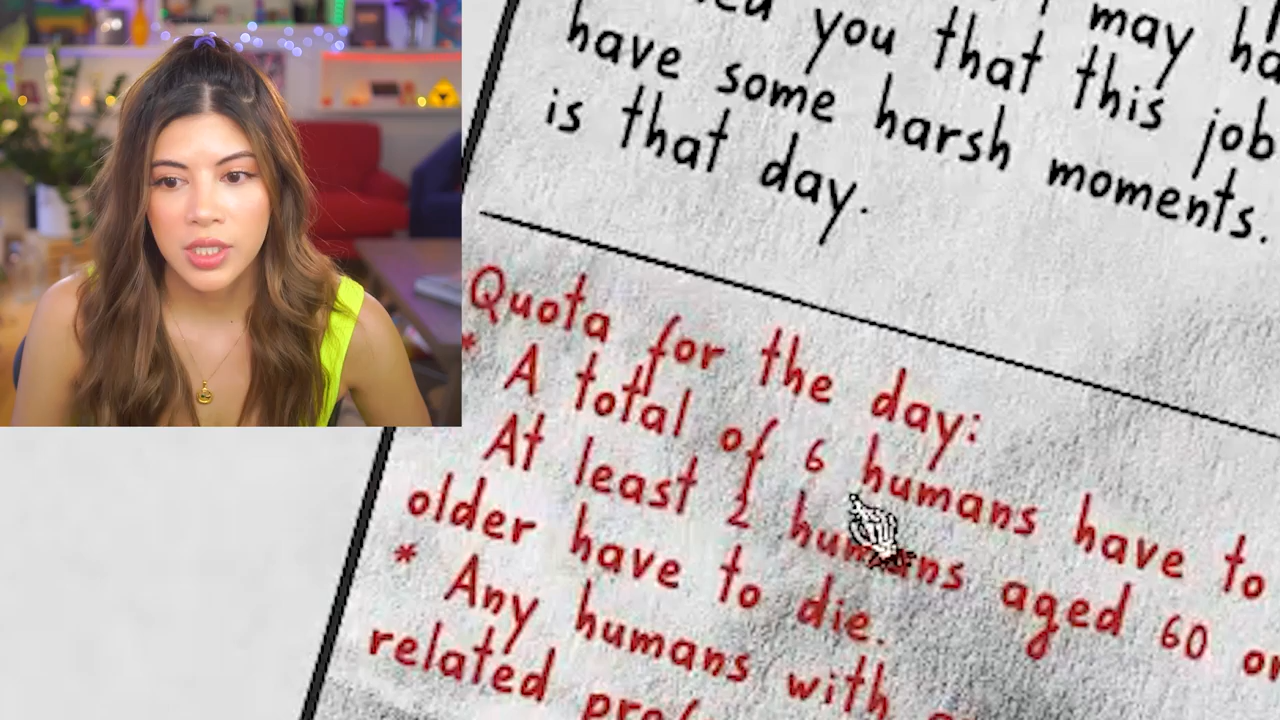 may
you that this job
have some harsh moments.
is that day.
Quota for the day:
* A total of 6 humans have to
At least 2 humans aged 60 or
older have to die.
* Any humans with
related